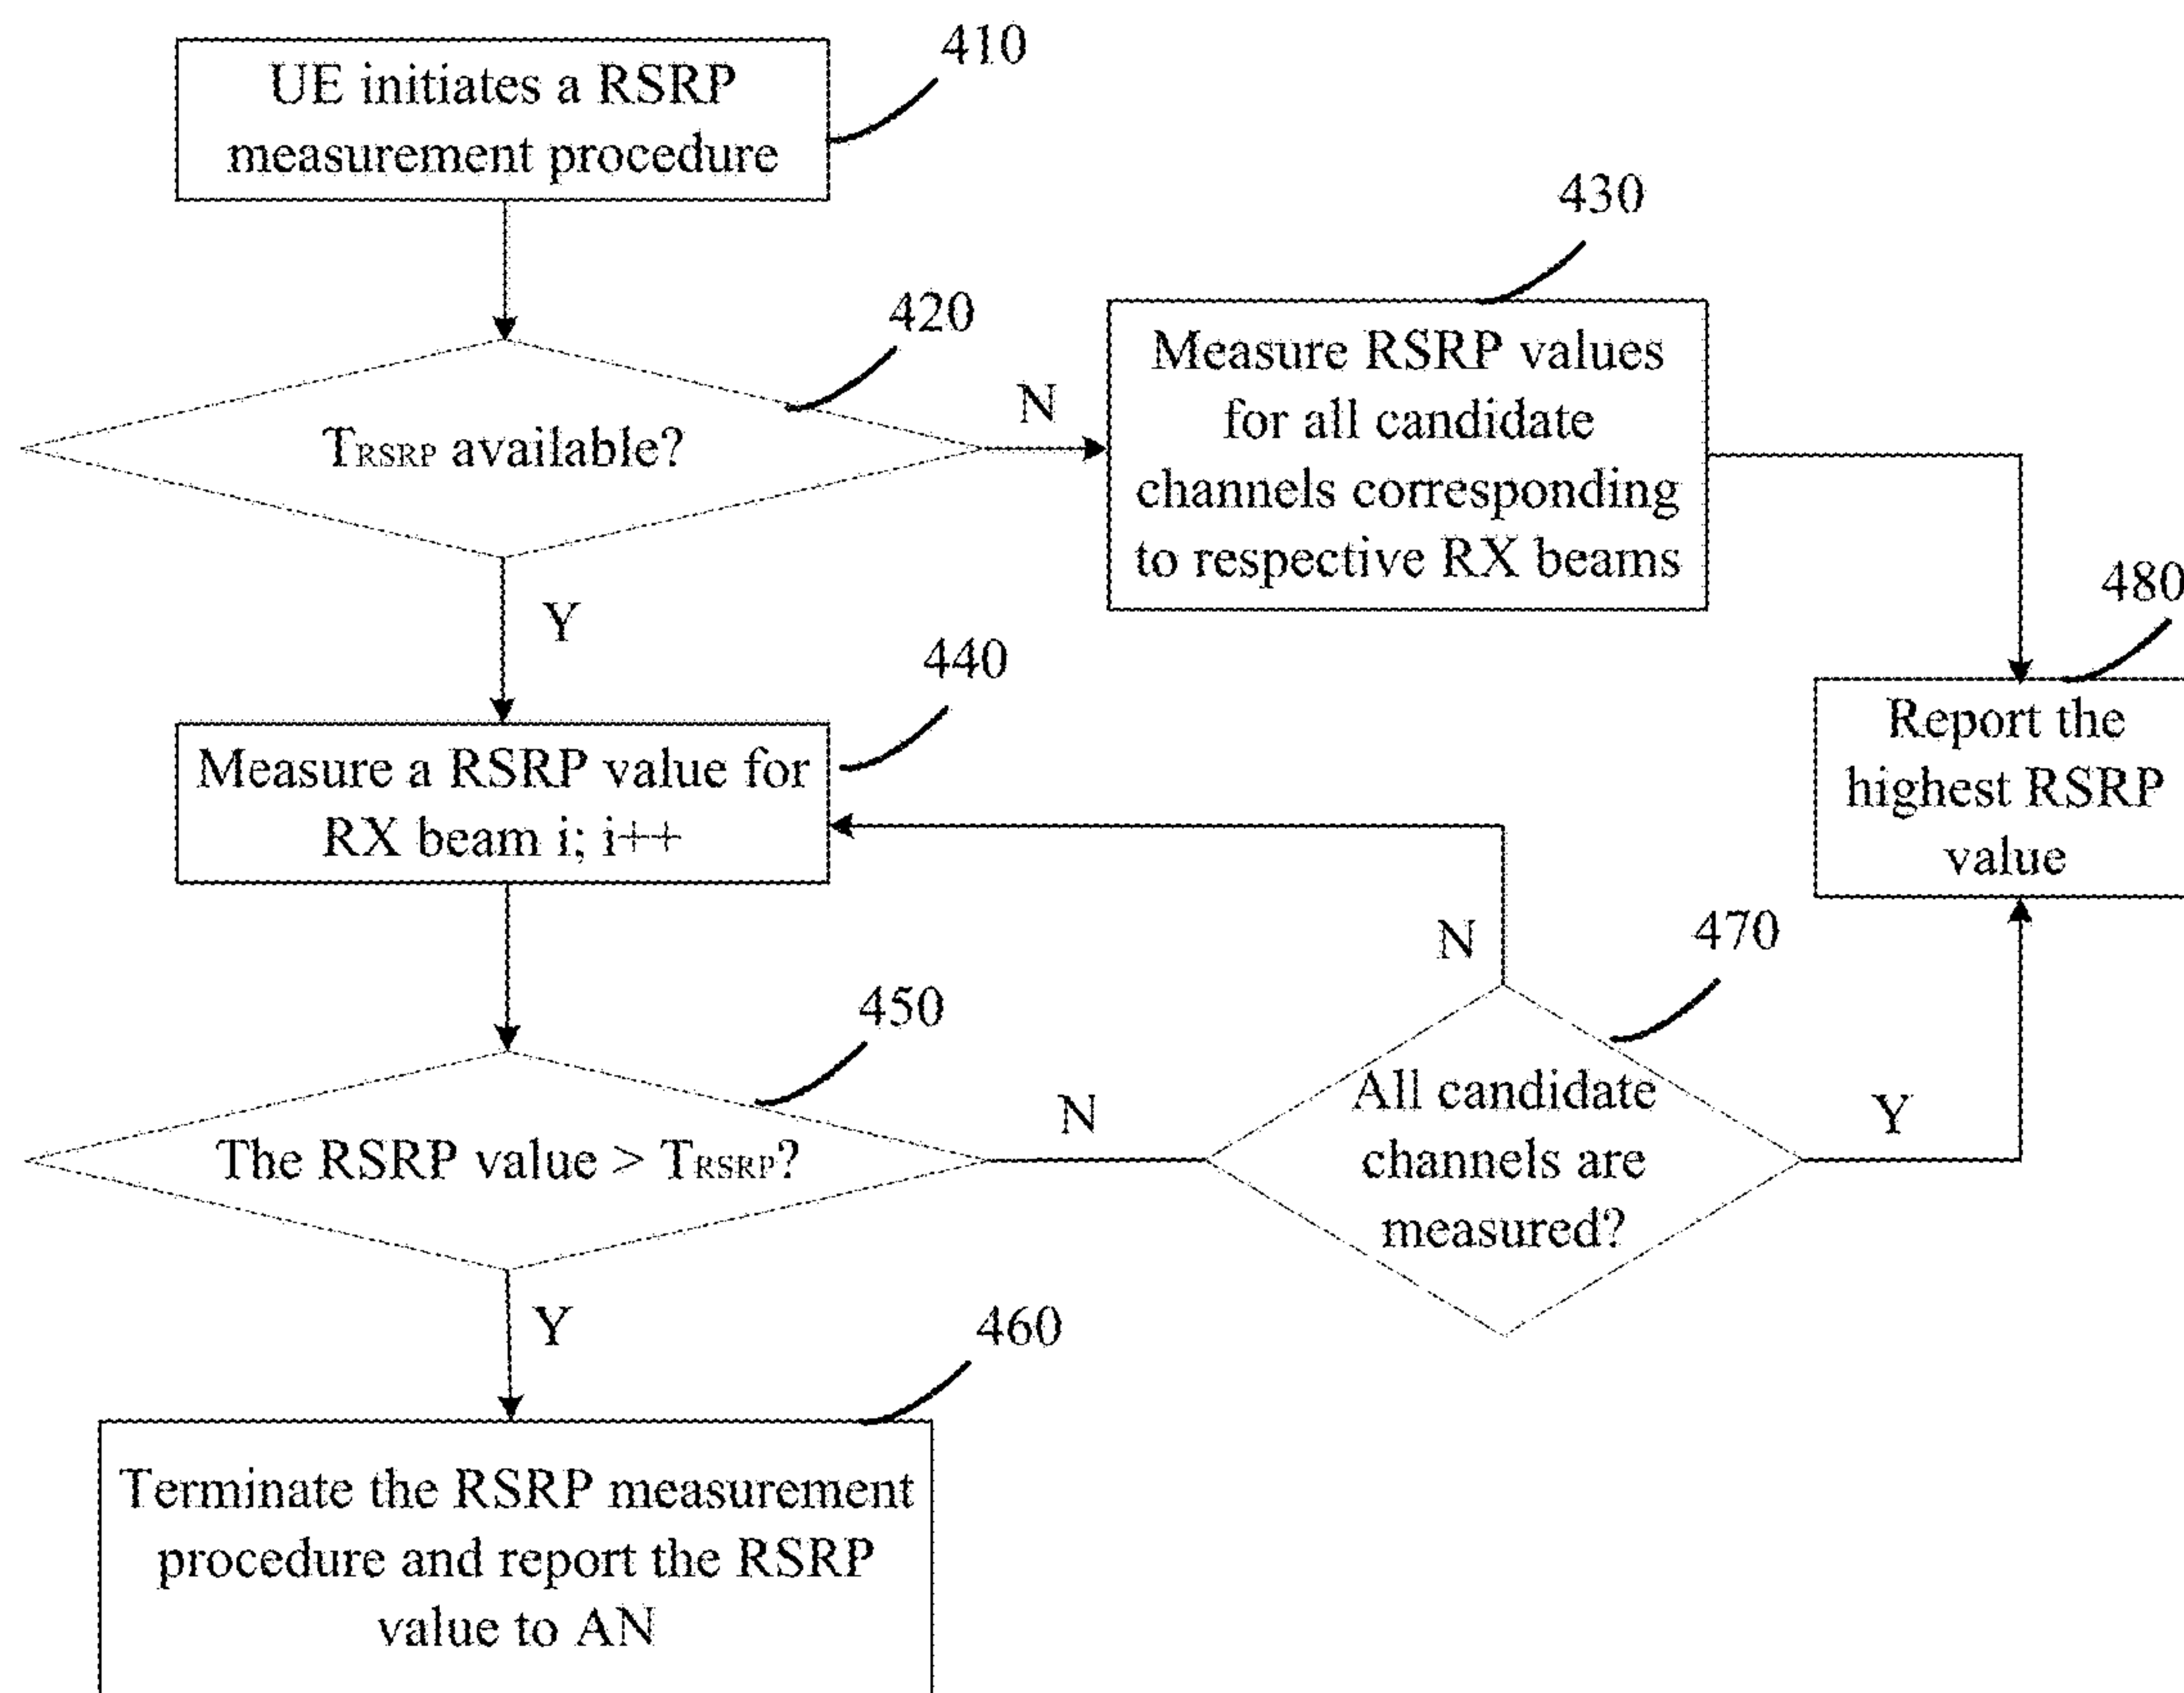 410
UE initiates a RSRP
measurement procedure
430
420
Measure RSRP values
for all candidate
channels corresponding
to respective RX beams
N
TRSRP available?
Y
480
440
Report the
highest RSRP
value
Measure a RSRP value for
RX beam i; i++
N
470
450
All candidate
channels are
measured?
N
Y
The RSRP value > TRSRP?
Y
460
Terminate the RSRP measurement
procedure and report the RSRP
value to AN